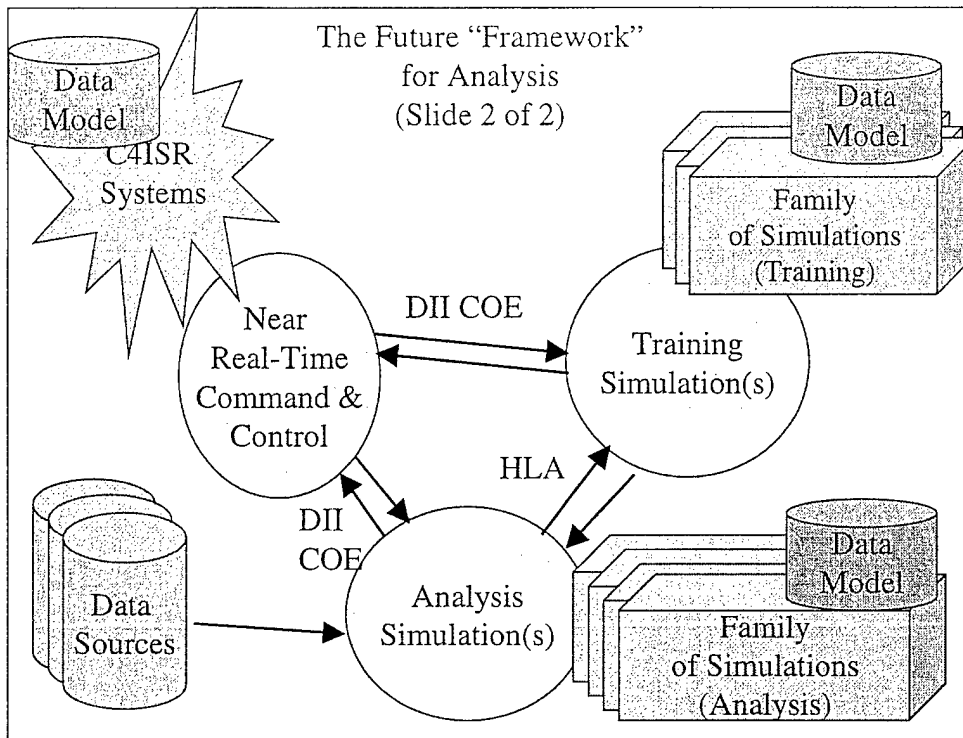 The Future “Framework”
for Analysis
(Slide 2 of 2)
Data
Model
C4ISR
Systems
Data
Model
Family
of Simulations
(Training)
Near
Real-Time
Command &
Control
DII COE
Training
Simulation(s)
HLA
DII
COE
Data
Sources
Analysis
Simulation(s)
Data
Model
Family
of Simulations
(Analysis)